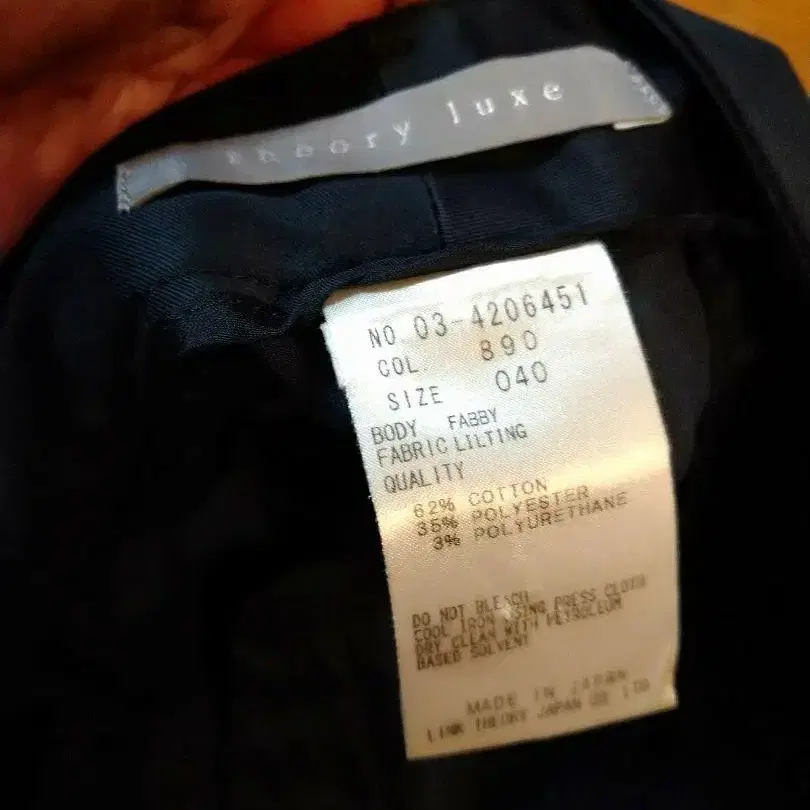 theory luxe
NO 03-4206451
COL. 890
SIZE 040
BODY FABBY
FABRIC LILTING
QUALITY
62% COTTON
35% POLYESTER
3% POLYURETHANE
DO NOT BLEACH
COOL IRON USING PRESS CLOTH
DRY CLEAN WITH PETROLEUM
BASED SOLVENT
MADE IN JAPAN
LINK THEORY JAPAN CO LTD